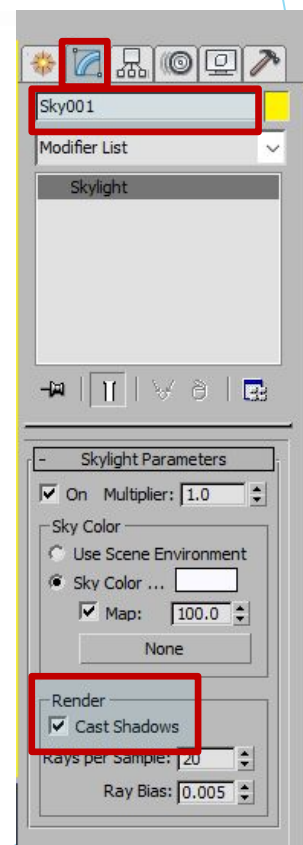 Sky001
Modifier List
Skylight
- Skylight Parameters
On Multiplier: 1.0
Sky Color
Use Scene Environment
Sky Color ...
Map: 100.0
None
Render
Cast Shadows
Rays per Sample: 20
Ray Bias: 0.005